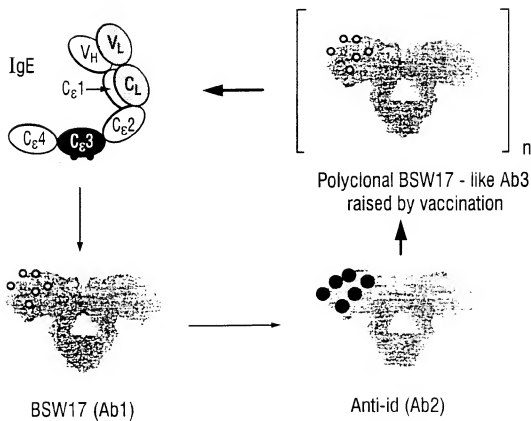 IgE
V_H
V_L
C_ε1
C_L
C_ε2
C_ε4
C_ε3
n
Polyclonal BSW17 - like Ab3
raised by vaccination
BSW17 (Ab1)
Anti-id (Ab2)